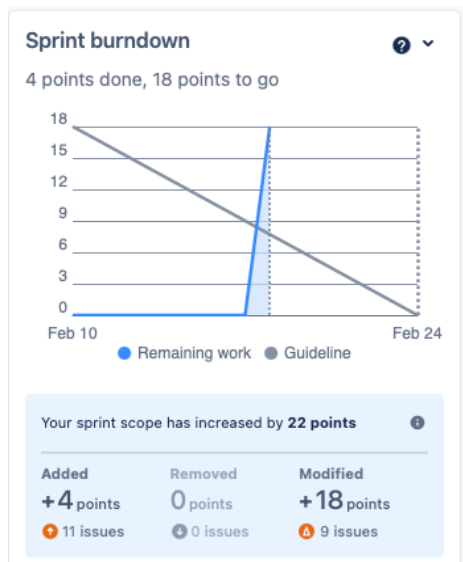 Sprint burndown
?
4 points done, 18 points to go
18
15
12
9
6
3
0
Feb 10 Feb 24
Remaining work Guideline
Your sprint scope has increased by 22 points
Added Removed Modified
+4 points 0 points +18 points
11 issues 0 issues 9 issues